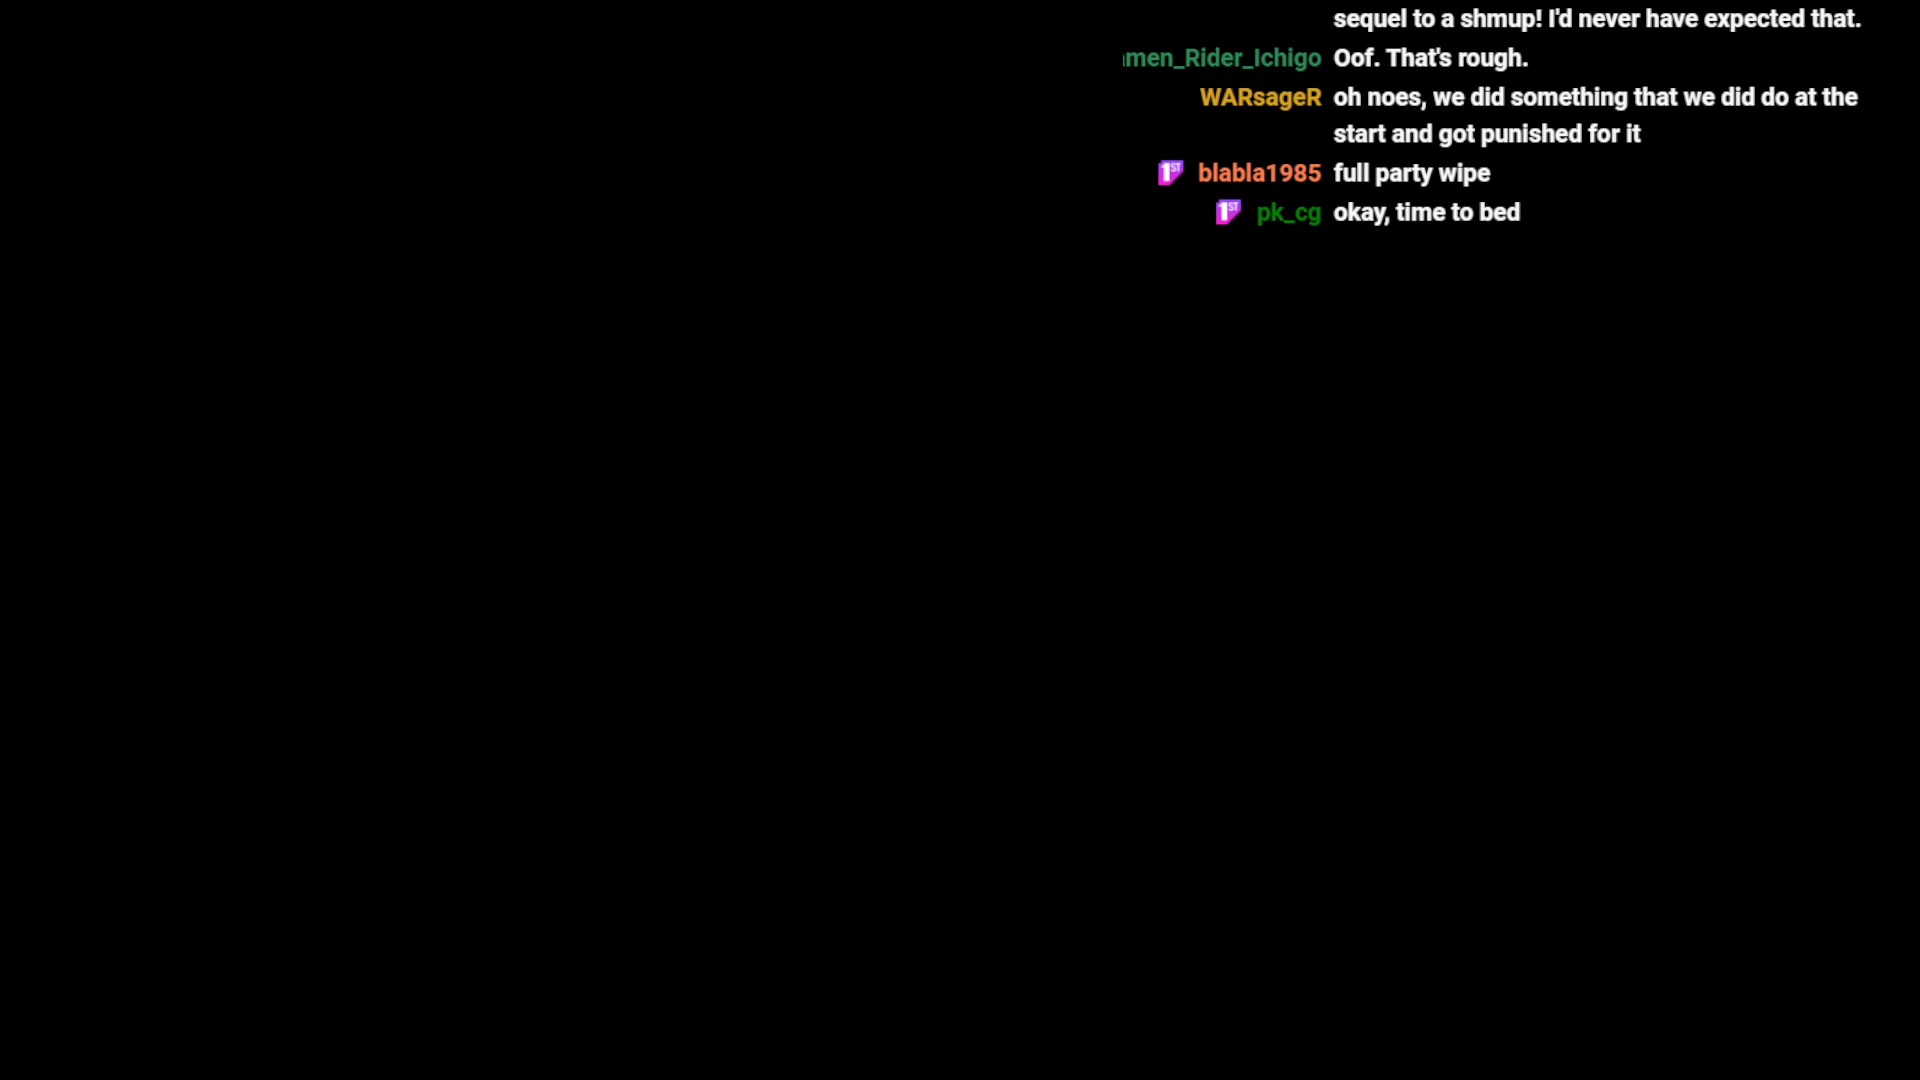 sequel to a shmup! I'd never have expected that.
men_Rider_Ichigo Oof. That's rough.
WARsageR oh noes, we did something that we did do at the
start and got punished for it
1ST blabla1985 full party wipe
1ST pk_cg okay, time to bed